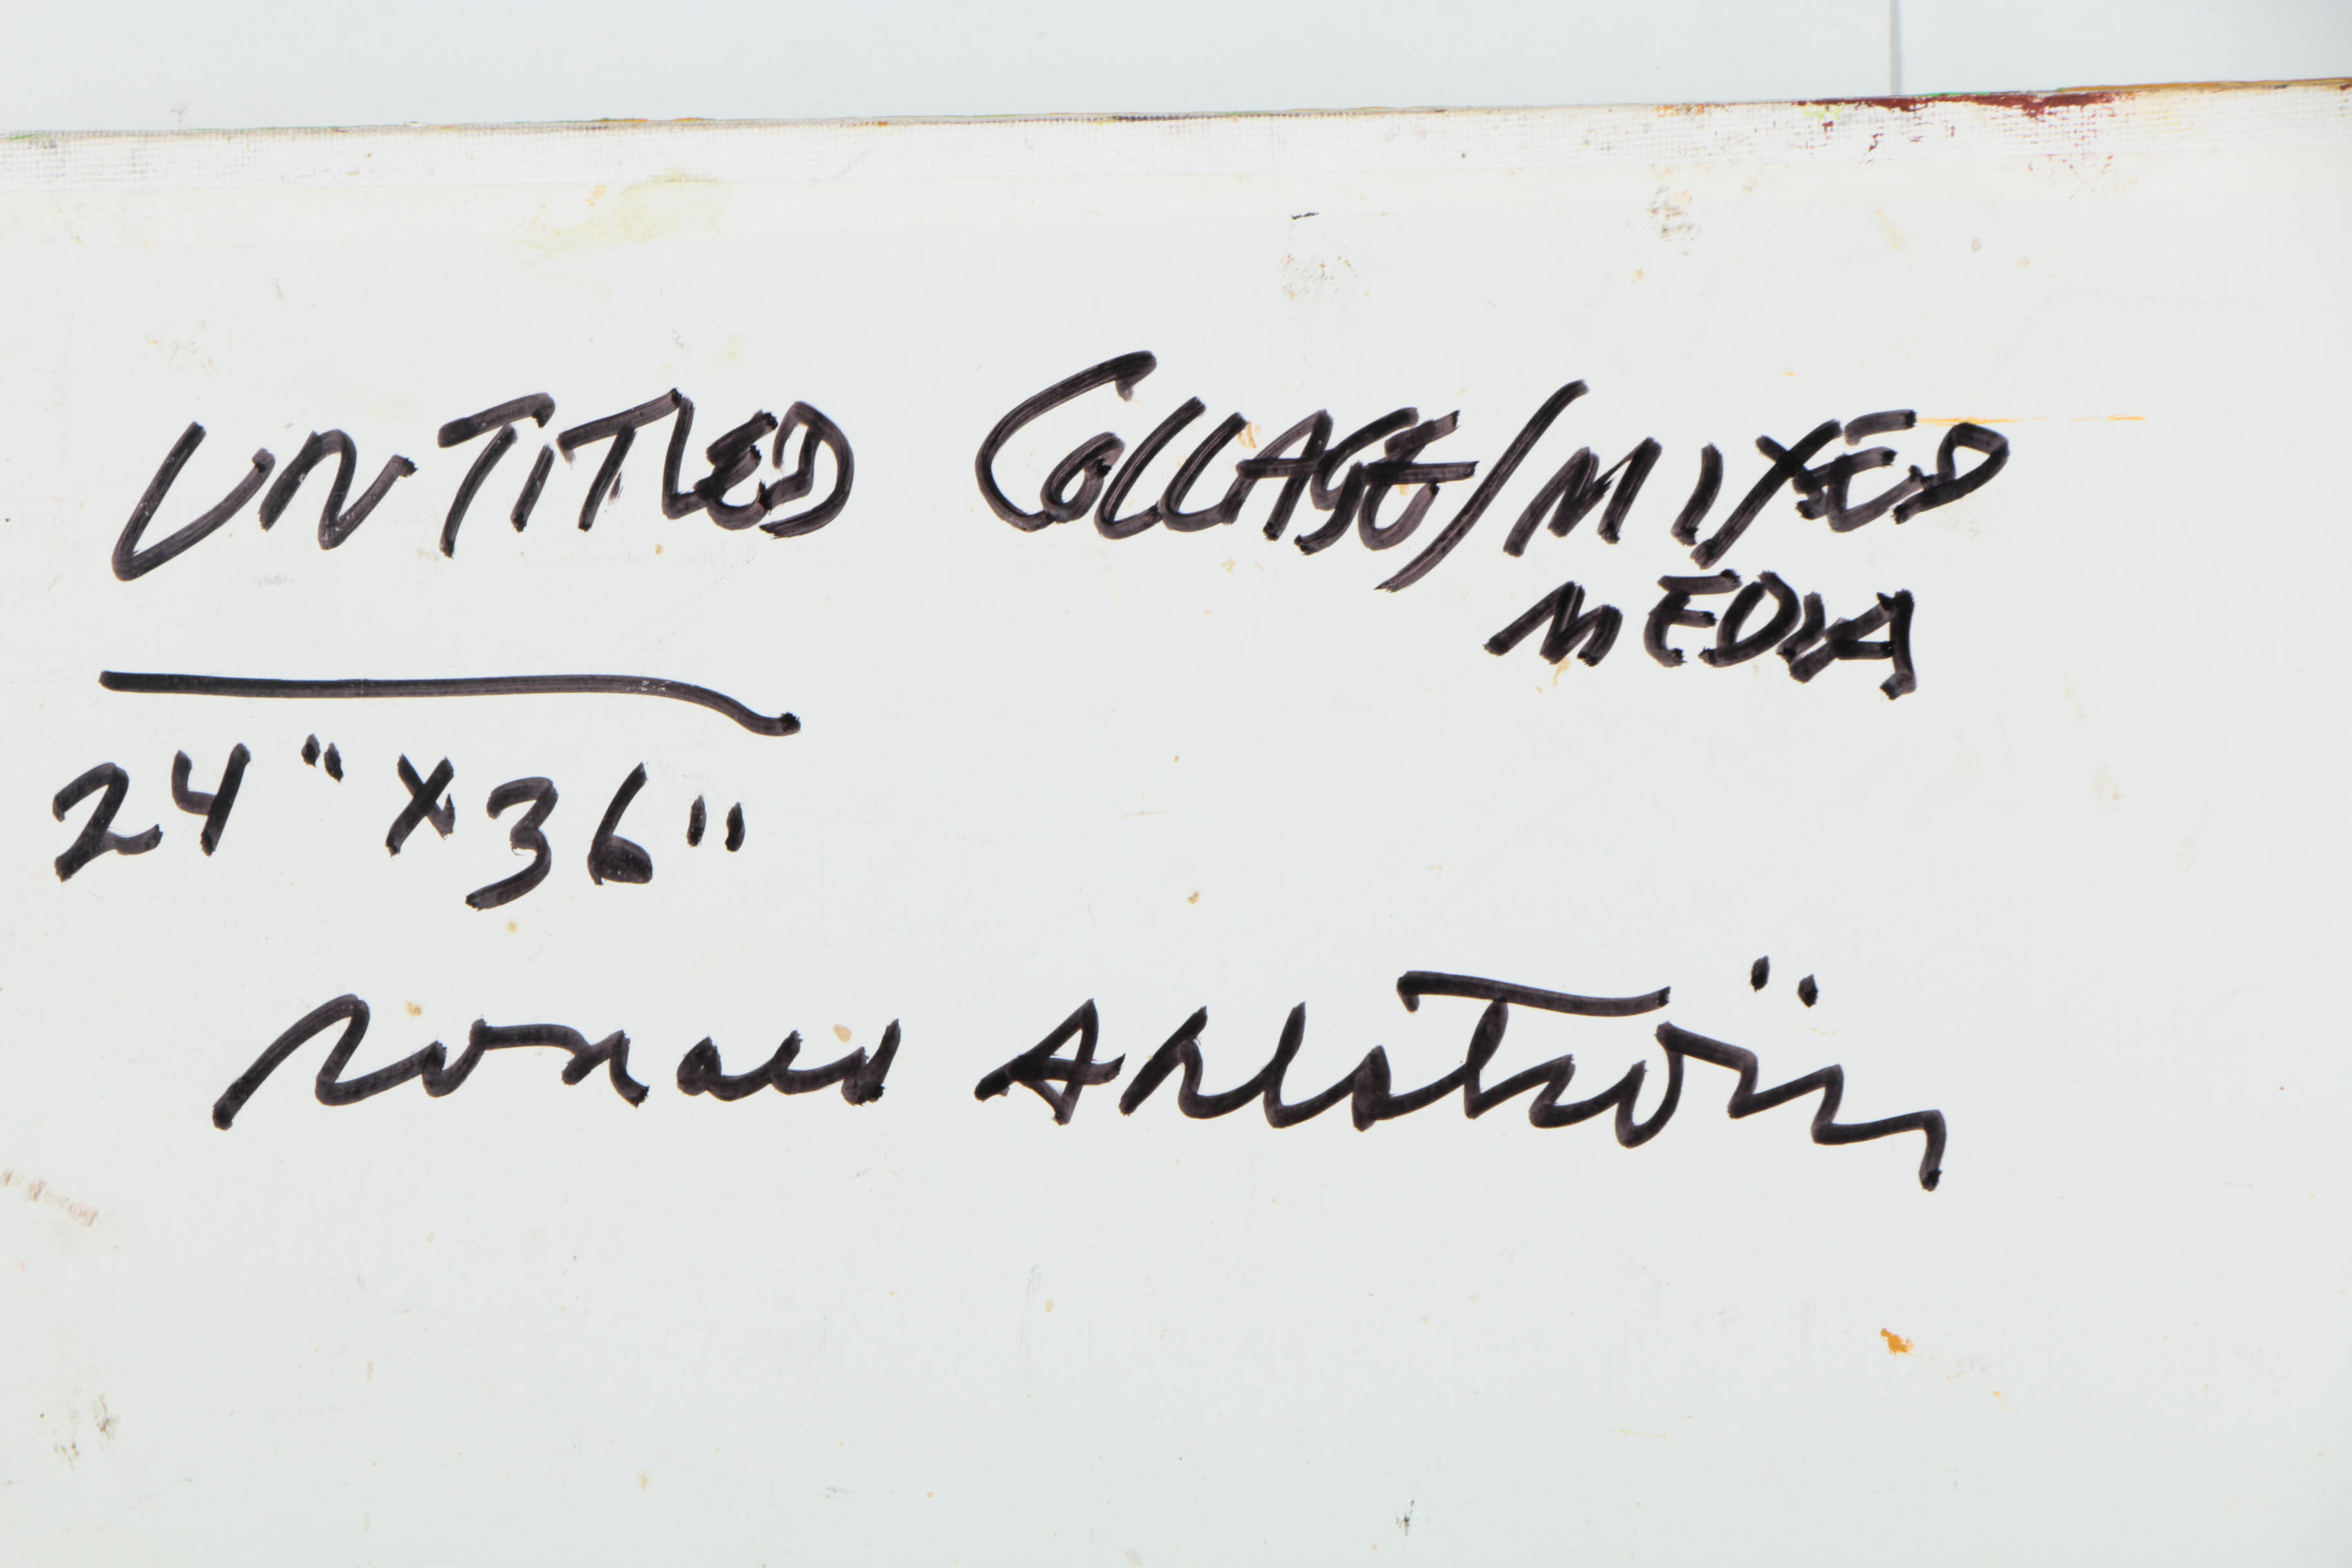 UNTITLED COLLAGE/MIXED
MEDIA
24" X 36"
Ronald Ahlström